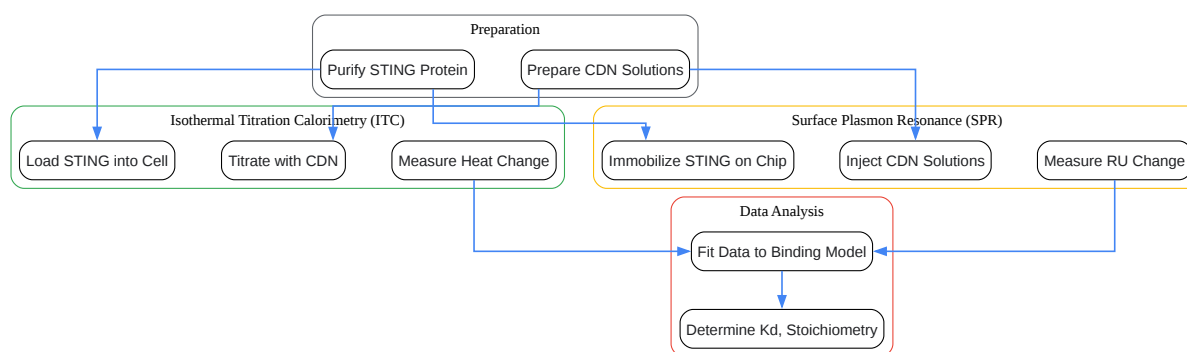 Preparation
Purify STING Protein
Prepare CDN Solutions
Isothermal Titration Calorimetry (ITC)
Load STING into Cell
Titrate with CDN
Measure Heat Change
Surface Plasmon Resonance (SPR)
Immobilize STING on Chip
Inject CDN Solutions
Measure RU Change
Data Analysis
Fit Data to Binding Model
Determine Kd, Stoichiometry